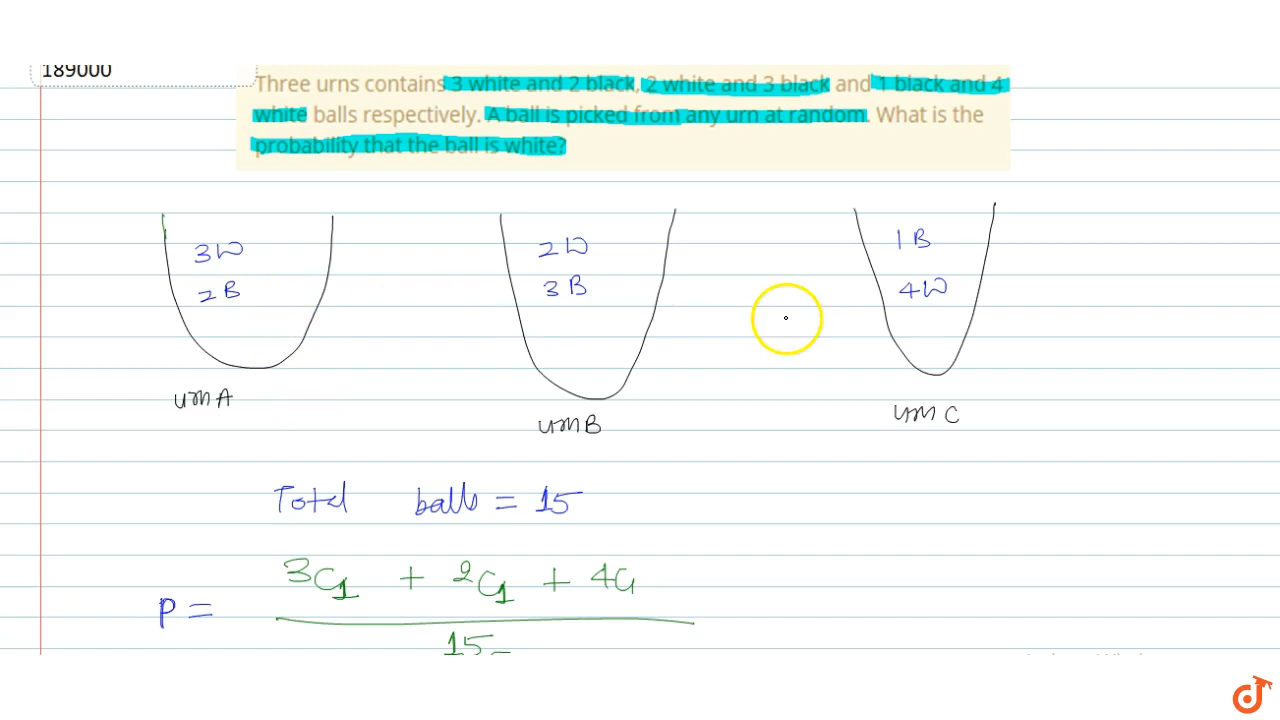 189000
Three urns contains 3 white and 2 black, 2 white and 3 black and 1 black and 4
white balls respectively. A ball is picked from any urn at random. What is the
probability that the ball is white?
3W 2W 1B
2B 3B 4W
urn A urn B urn C
Total balls = 15
3C1 + 2C1 + 4C1
P =
15